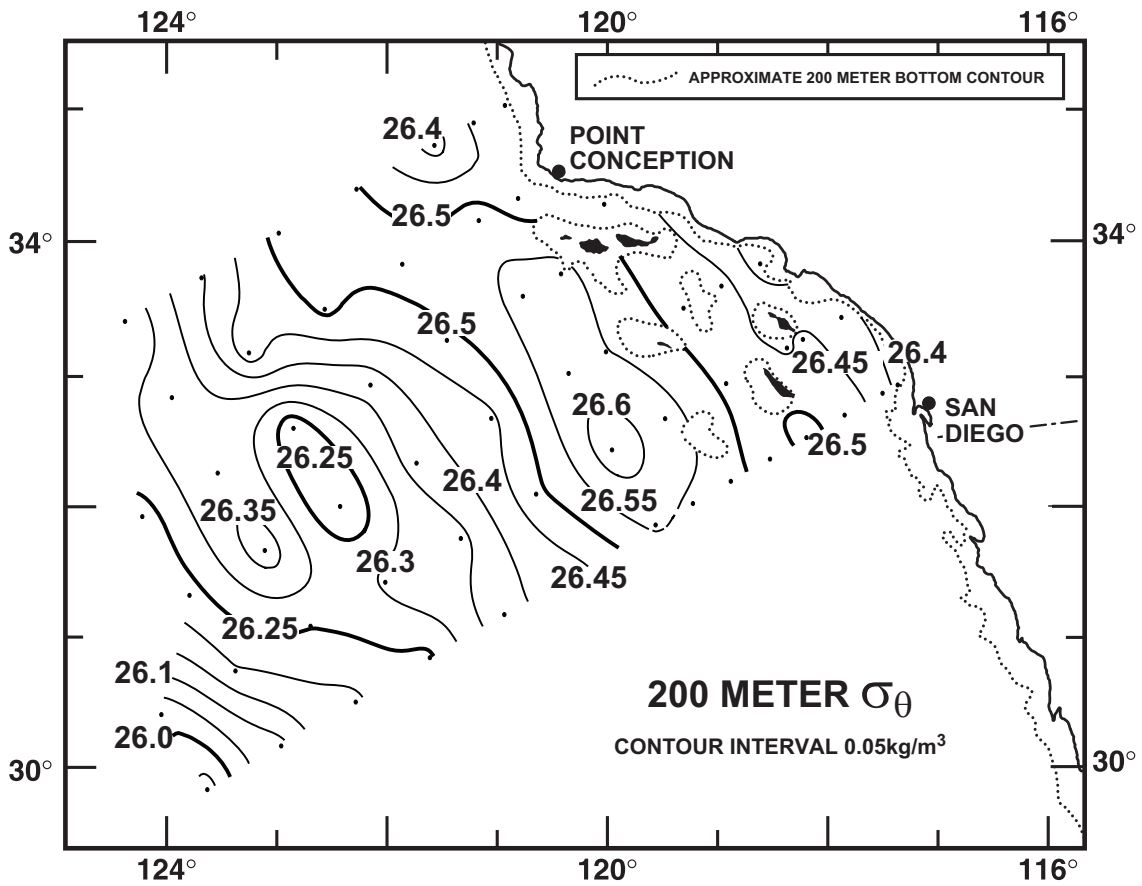 124° 120° 116°
APPROXIMATE 200 METER BOTTOM CONTOUR
26.4
POINT
CONCEPTION
26.5
34° 34°
26.5
26.45 26.4
26.6
SAN
DIEGO
26.5
26.25
26.4
26.55
26.35
26.3
26.45
26.25
26.1
200 METER σθ
26.0
CONTOUR INTERVAL 0.05kg/m³
30° 30°
124° 120° 116°